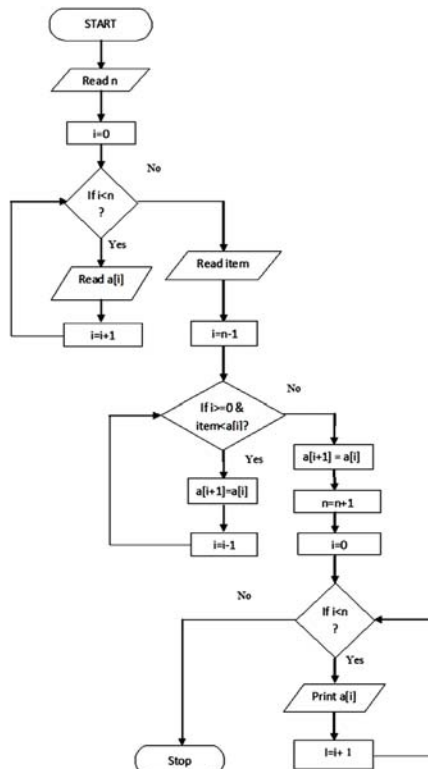 START
Read n
i=0
No
If i<n
?
Yes
Read a[i]
i=i+1
Read item
i=n-1
If i>=0 &
item<a[i]?
No
Yes
a[i+1]=a[i]
i=i-1
a[i+1] = a[i]
n=n+1
i=0
No
If i<n
?
Yes
Print a[i]
I=i+ 1
Stop